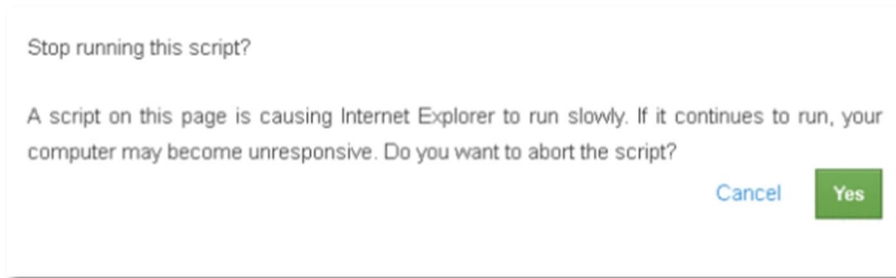 Stop running this script?
A script on this page is causing Internet Explorer to run slowly. If it continues to run, your
computer may become unresponsive. Do you want to abort the script?
Cancel Yes